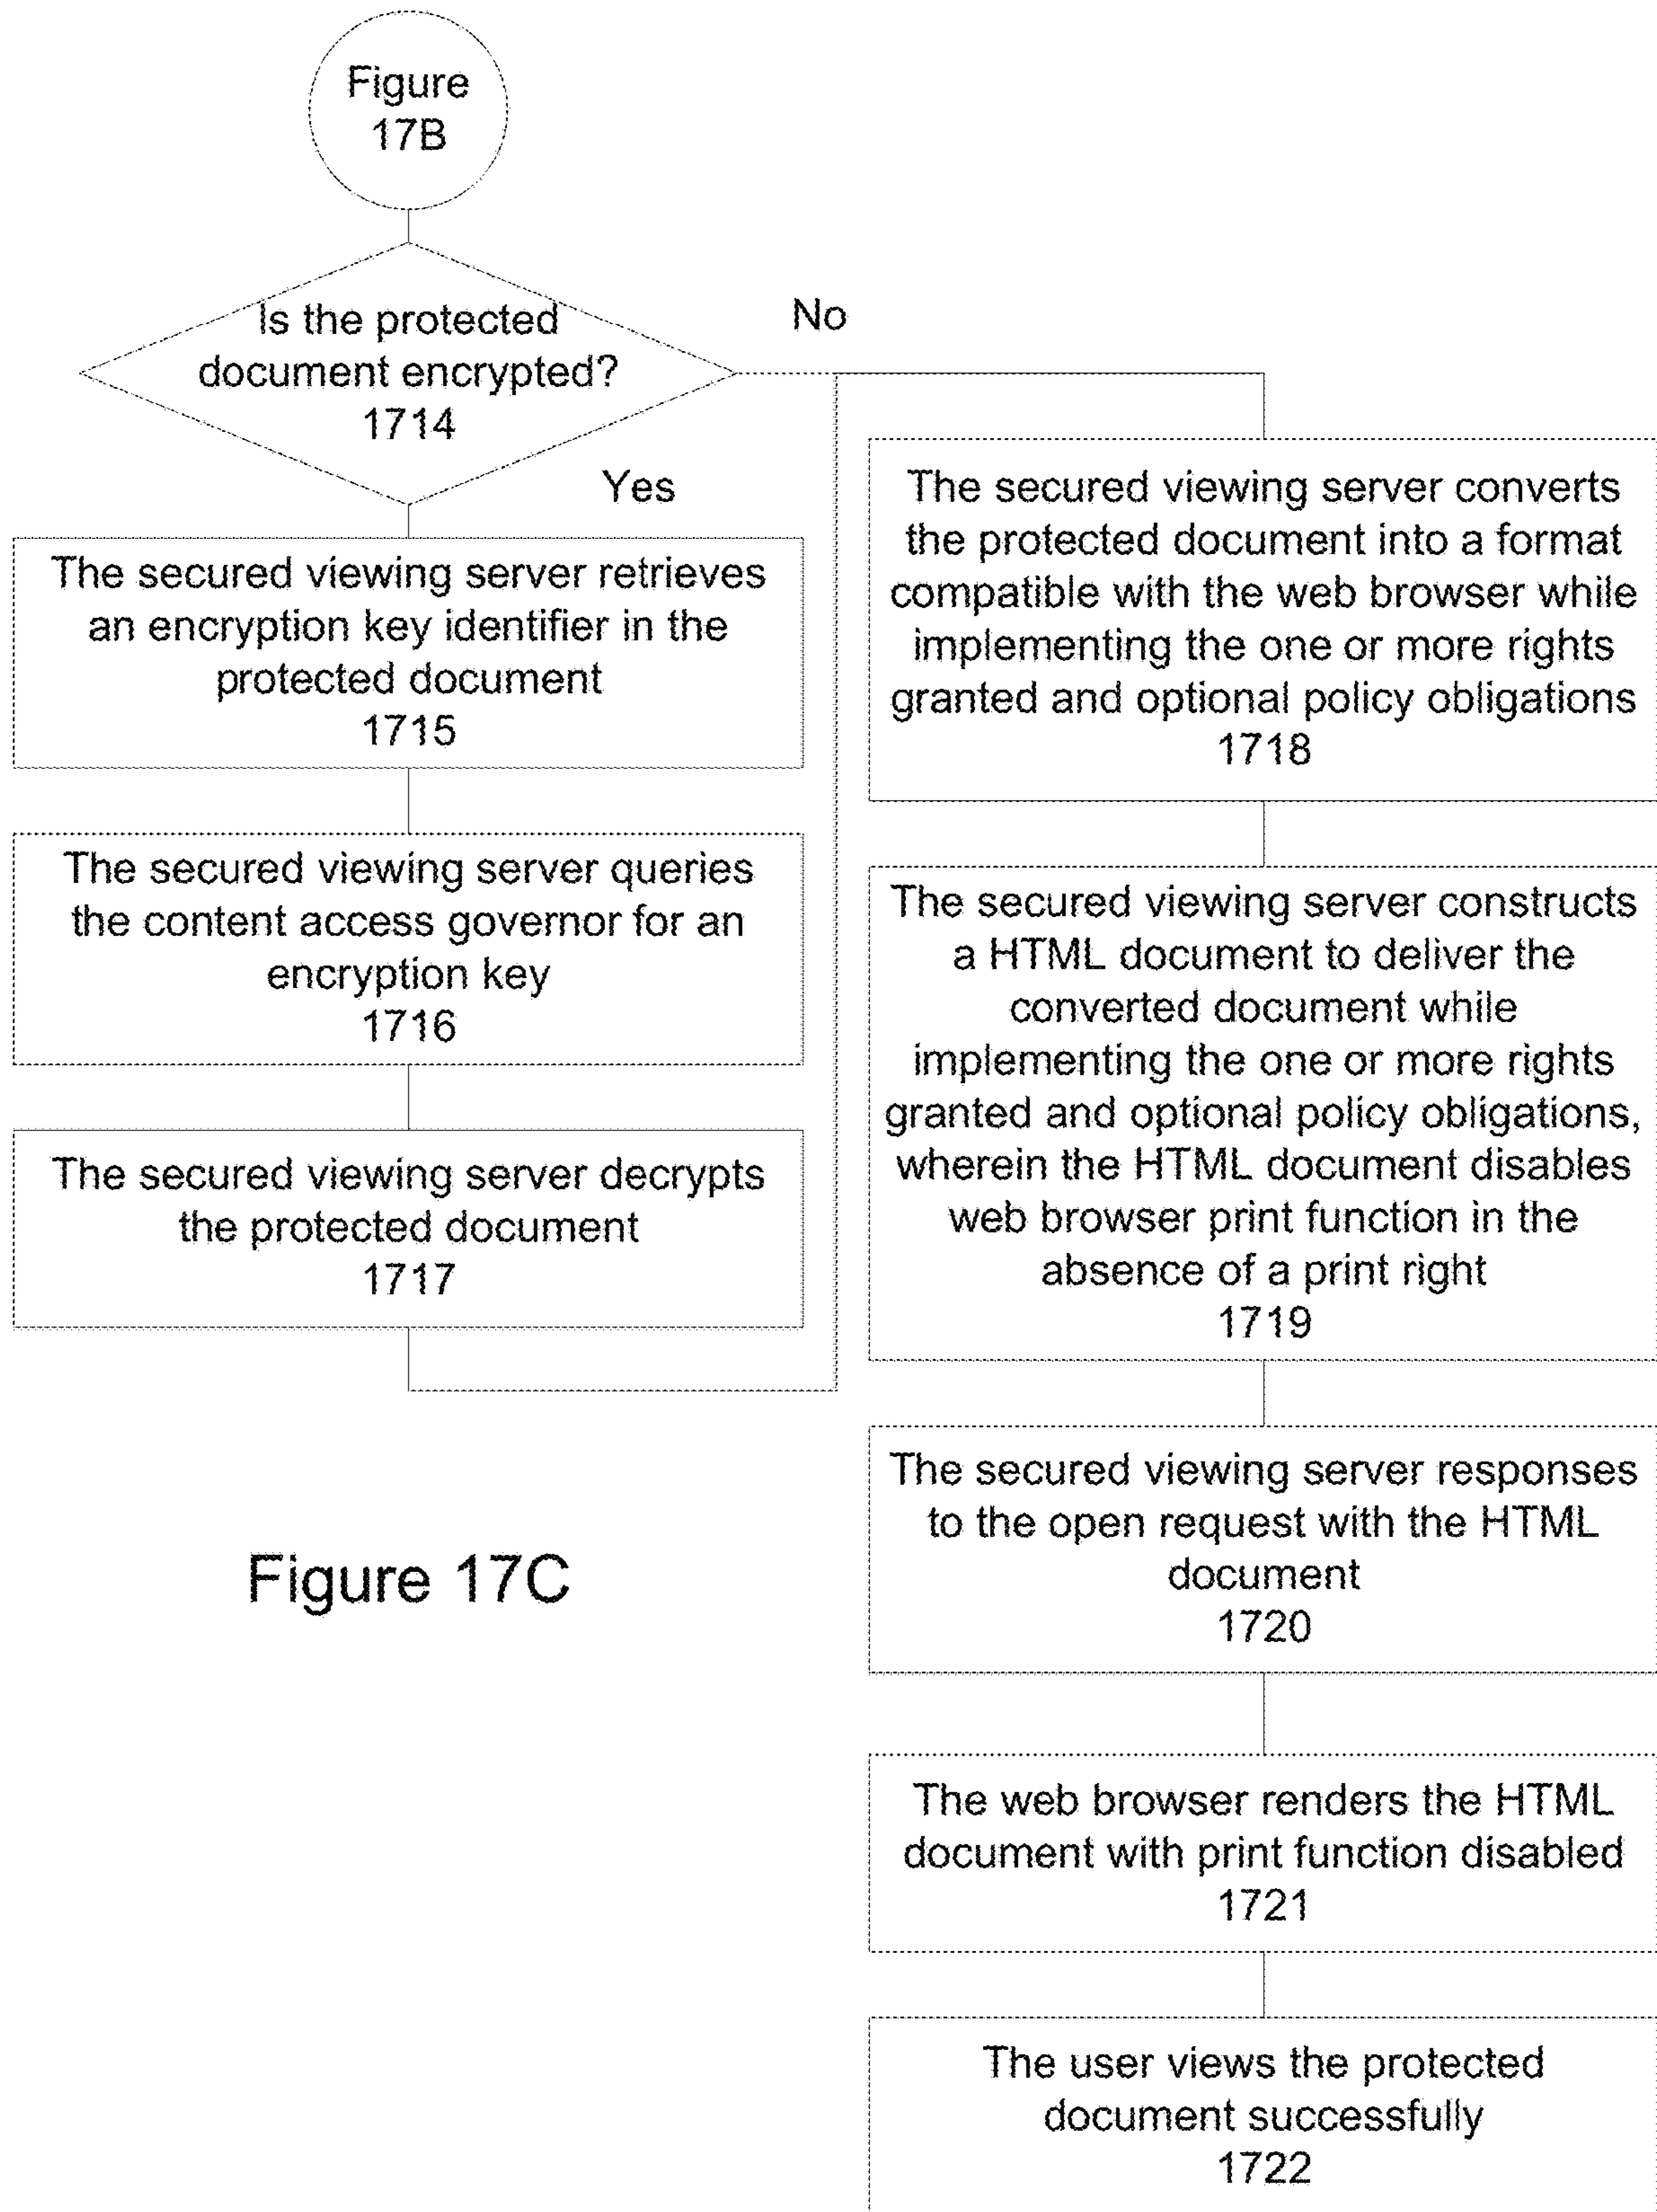 Figure
17B
Is the protected
document encrypted?
1714
No
Yes
The secured viewing server retrieves
an encryption key identifier in the
protected document
1715
The secured viewing server queries
the content access governor for an
encryption key
1716
The secured viewing server decrypts
the protected document
1717
The secured viewing server converts
the protected document into a format
compatible with the web browser while
implementing the one or more rights
granted and optional policy obligations
1718
The secured viewing server constructs
a HTML document to deliver the
converted document while
implementing the one or more rights
granted and optional policy obligations,
wherein the HTML document disables
web browser print function in the
absence of a print right
1719
The secured viewing server responses
to the open request with the HTML
document
1720
The web browser renders the HTML
document with print function disabled
1721
The user views the protected
document successfully
1722
Figure 17C